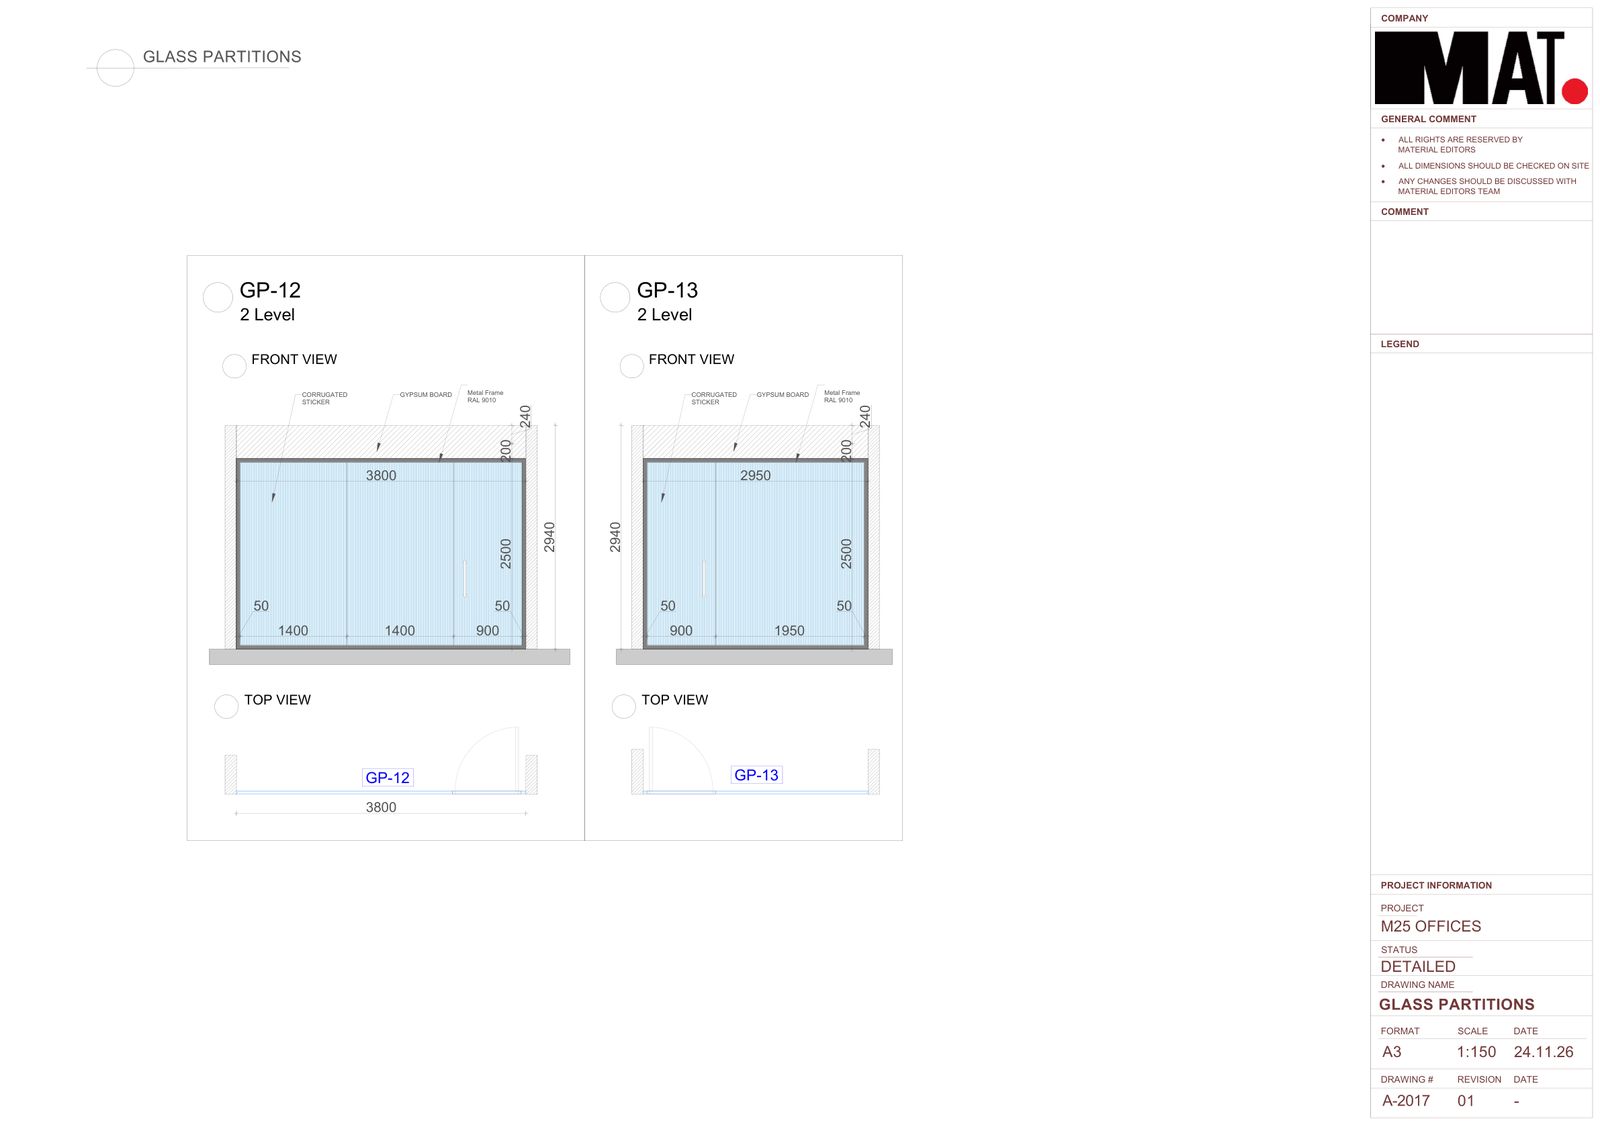 GLASS PARTITIONS
GP-12
2 Level
FRONT VIEW
CORRUGATED
STICKER
GYPSUM BOARD
Metal Frame
RAL 9010
240
200
3800
2500
2940
50
50
1400
1400
900
TOP VIEW
GP-12
3800
GP-13
2 Level
FRONT VIEW
CORRUGATED
STICKER
GYPSUM BOARD
Metal Frame
RAL 9010
240
200
2950
2940
2500
50
50
900
1950
TOP VIEW
GP-13
COMPANY
MAT.
GENERAL COMMENT
• ALL RIGHTS ARE RESERVED BY
MATERIAL EDITORS
• ALL DIMENSIONS SHOULD BE CHECKED ON SITE
• ANY CHANGES SHOULD BE DISCUSSED WITH
MATERIAL EDITORS TEAM
COMMENT
LEGEND
PROJECT INFORMATION
PROJECT
M25 OFFICES
STATUS
DETAILED
DRAWING NAME
GLASS PARTITIONS
FORMAT SCALE DATE
A3 1:150 24.11.26
DRAWING # REVISION DATE
A-2017 01 -